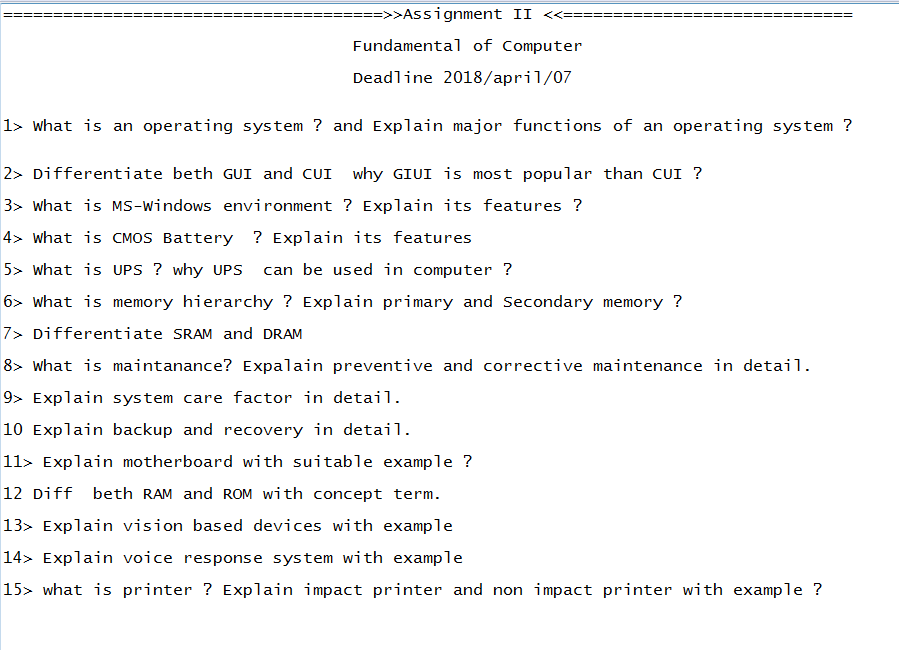 ======================================>>Assignment II <<=============================
Fundamental of Computer
Deadline 2018/april/07
1> What is an operating system ? and Explain major functions of an operating system ?
2> Differentiate beth GUI and CUI  why GIUI is most popular than CUI ?
3> What is MS-Windows environment ? Explain its features ?
4> What is CMOS Battery  ? Explain its features
5> What is UPS ? why UPS  can be used in computer ?
6> What is memory hierarchy ? Explain primary and Secondary memory ?
7> Differentiate SRAM and DRAM
8> What is maintanance? Expalain preventive and corrective maintenance in detail.
9> Explain system care factor in detail.
10 Explain backup and recovery in detail.
11> Explain motherboard with suitable example ?
12 Diff  beth RAM and ROM with concept term.
13> Explain vision based devices with example
14> Explain voice response system with example
15> what is printer ? Explain impact printer and non impact printer with example ?